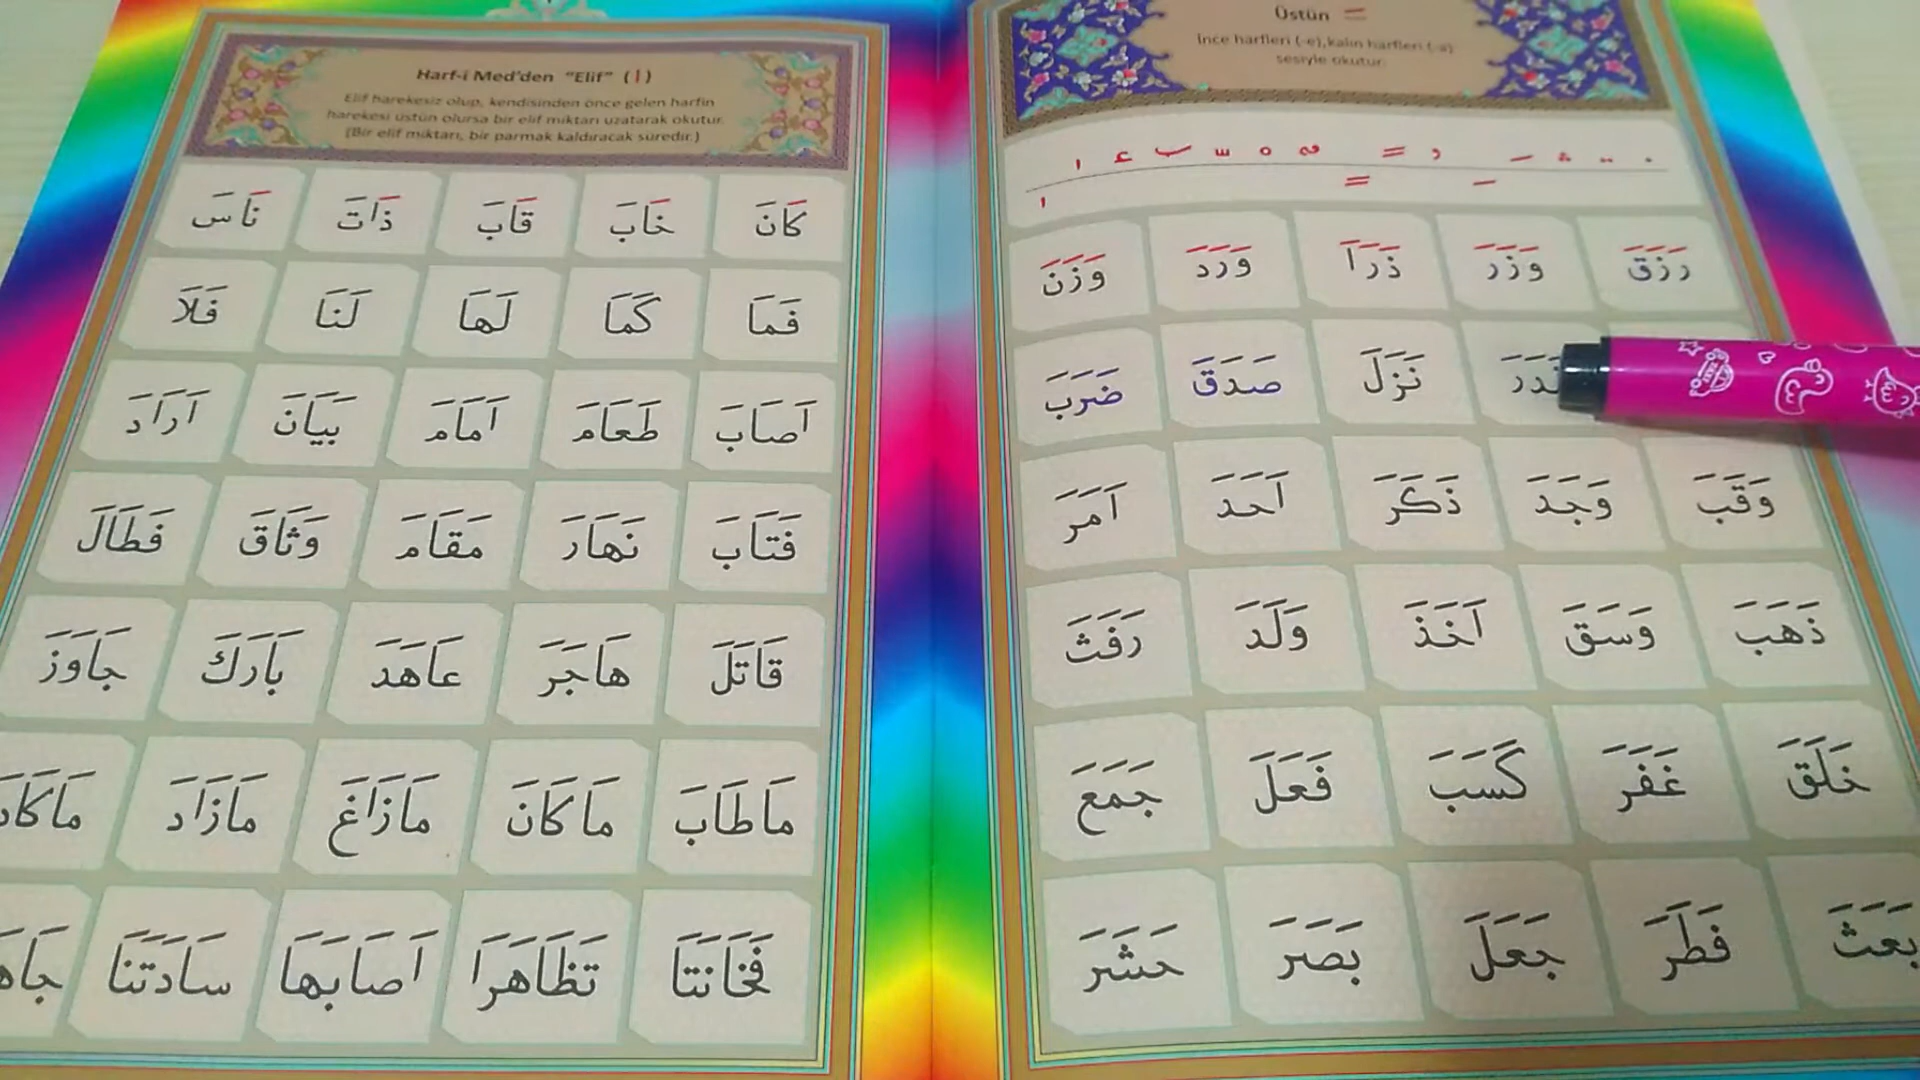 Harf-i Med'den "Elif" (ا)
Elif harekesiz olup, kendisinden önce gelen harfin
harekesi üstün olursa bir elif miktarı uzatarak okutur.
(Bir elif miktarı, bir parmak kaldıracak süredir.)
كَانَ خَابَ قَابَ ذَاتَ نَاسَ
فَمَا كَمَا لَهَا لَنَا فَلَا
اَصَابَ طَعَامَ اَمَامَ بَيَانَ اَرَادَ
فَتَابَ نَهَارَ مَقَامَ وَثَاقَ فَطَالَ
قَاتَلَ هَاجَرَ عَاهَدَ بَارَكَ جَاوَزَ
مَاطَابَ مَاكَانَ مَازَاغَ مَازَادَ
فَخَانَتَا تَظَاهَرَا اَصَابَهَا سَادَتَنَا
Üstün
İnce harfleri (-e),kalın harfleri (-a)
sesiyle okutur.
رَزَقَ وَزَرَ ذَرَاَ وَرَدَ وَزَنَ
نَزَلَ صَدَقَ ضَرَبَ
وَقَبَ وَجَدَ ذَكَرَ اَحَدَ اَمَرَ
ذَهَبَ وَسَقَ اَخَذَ وَلَدَ رَفَثَ
خَلَقَ غَفَرَ كَسَبَ فَعَلَ جَمَعَ
بَعَثَ فَطَرَ جَعَلَ بَصَرَ حَشَرَ